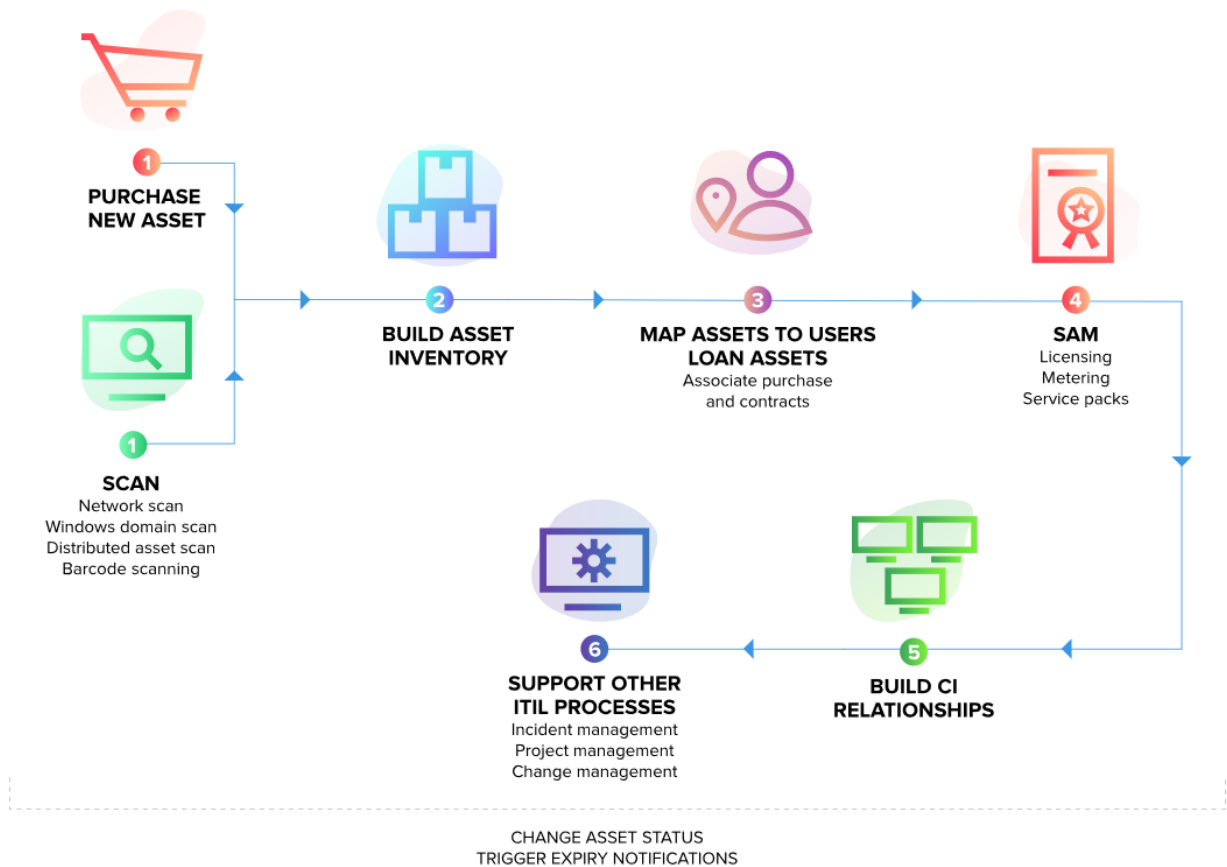 1
PURCHASE
NEW ASSET
1
SCAN
Network scan
Windows domain scan
Distributed asset scan
Barcode scanning
2
BUILD ASSET
INVENTORY
3
MAP ASSETS TO USERS
LOAN ASSETS
Associate purchase
and contracts
4
SAM
Licensing
Metering
Service packs
5
BUILD CI
RELATIONSHIPS
6
SUPPORT OTHER
ITIL PROCESSES
Incident management
Project management
Change management
CHANGE ASSET STATUS
TRIGGER EXPIRY NOTIFICATIONS